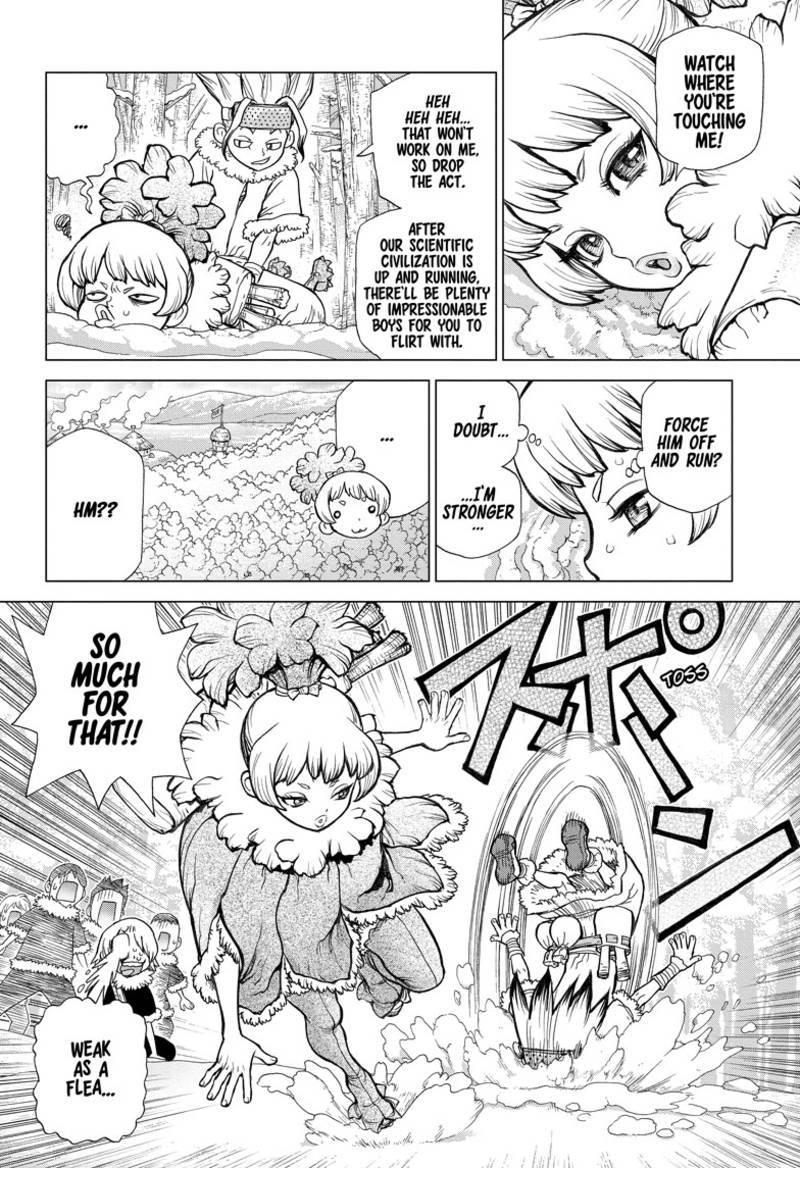 WATCH
WHERE
YOU'RE
TOUCHING
ME!
HEH
HEH HEH...
THAT WON'T
WORK ON ME,
SO DROP
THE ACT.
AFTER
OUR SCIENTIFIC
CIVILIZATION IS
UP AND RUNNING,
THERE'LL BE PLENTY
OF IMPRESSIONABLE
BOYS FOR YOU TO
FLIRT WITH.
...
FORCE
HIM OFF
AND RUN?
I
DOUBT...
...I'M
STRONGER
...
...
HM??
スポーン
TOSS
SO
MUCH
FOR
THAT!!
WEAK
AS A
FLEA...